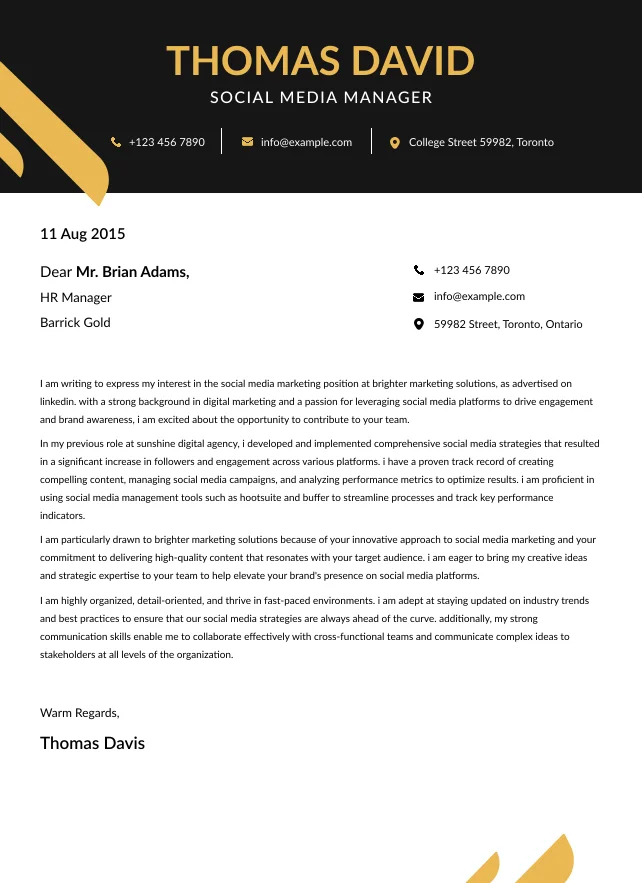 THOMAS DAVID
SOCIAL MEDIA MANAGER
+123 456 7890
info@example.com
College Street 59982, Toronto
11 Aug 2015
Dear Mr. Brian Adams,
HR Manager
Barrick Gold
+123 456 7890
info@example.com
59982 Street, Toronto, Ontario
I am writing to express my interest in the social media marketing position at brighter marketing solutions, as advertised on
linkedin. with a strong background in digital marketing and a passion for leveraging social media platforms to drive engagement
and brand awareness, i am excited about the opportunity to contribute to your team.
In my previous role at sunshine digital agency, i developed and implemented comprehensive social media strategies that resulted
in a significant increase in followers and engagement across various platforms. i have a proven track record of creating
compelling content, managing social media campaigns, and analyzing performance metrics to optimize results. i am proficient in
using social media management tools such as hootsuite and buffer to streamline processes and track key performance
indicators.
I am particularly drawn to brighter marketing solutions because of your innovative approach to social media marketing and your
commitment to delivering high-quality content that resonates with your target audience. i am eager to bring my creative ideas
and strategic expertise to your team to help elevate your brand's presence on social media platforms.
I am highly organized, detail-oriented, and thrive in fast-paced environments. i am adept at staying updated on industry trends
and best practices to ensure that our social media strategies are always ahead of the curve. additionally, my strong
communication skills enable me to collaborate effectively with cross-functional teams and communicate complex ideas to
stakeholders at all levels of the organization.
Warm Regards,
Thomas Davis